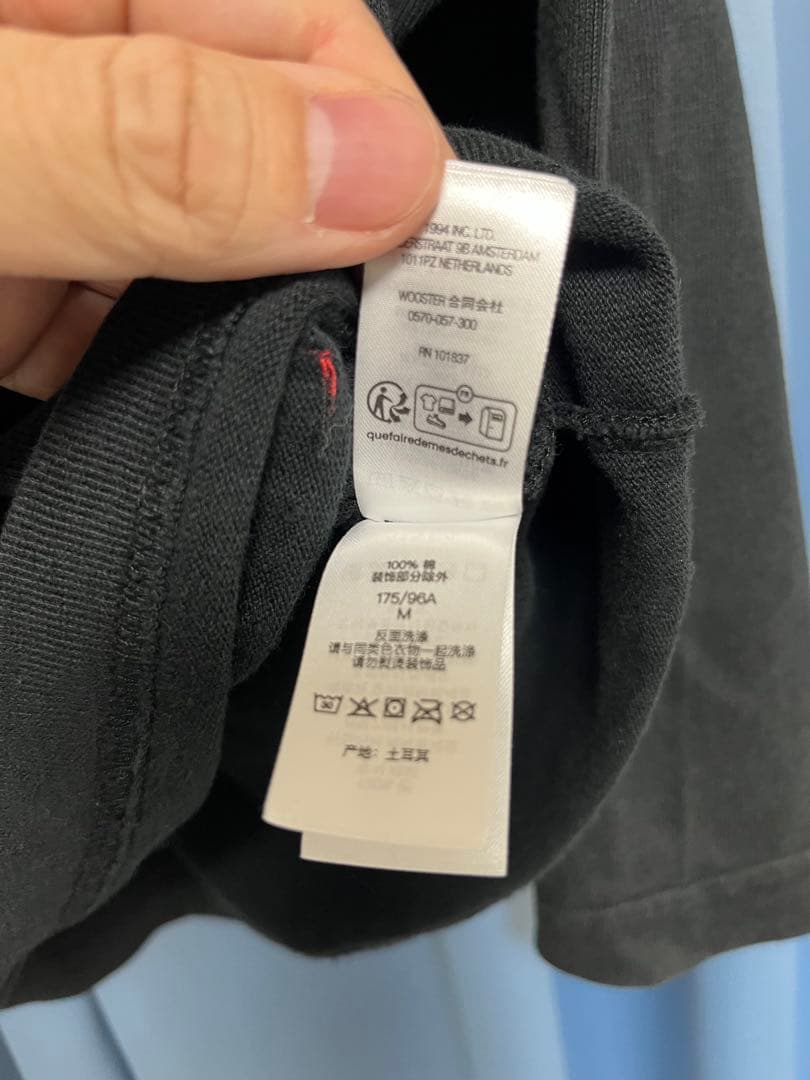 1994 INC. LTD.
9B AMSTERDAM
1011PZ NETHERLANDS
WOOSTER 合同会社
0570-057-300
RN 101837
FR
quefairedemesdechets.fr
100% 棉
装饰部分除外
175/96A
M
反面洗涤
请与同类色衣物一起洗涤
请勿熨烫装饰品
30
产地：土耳其